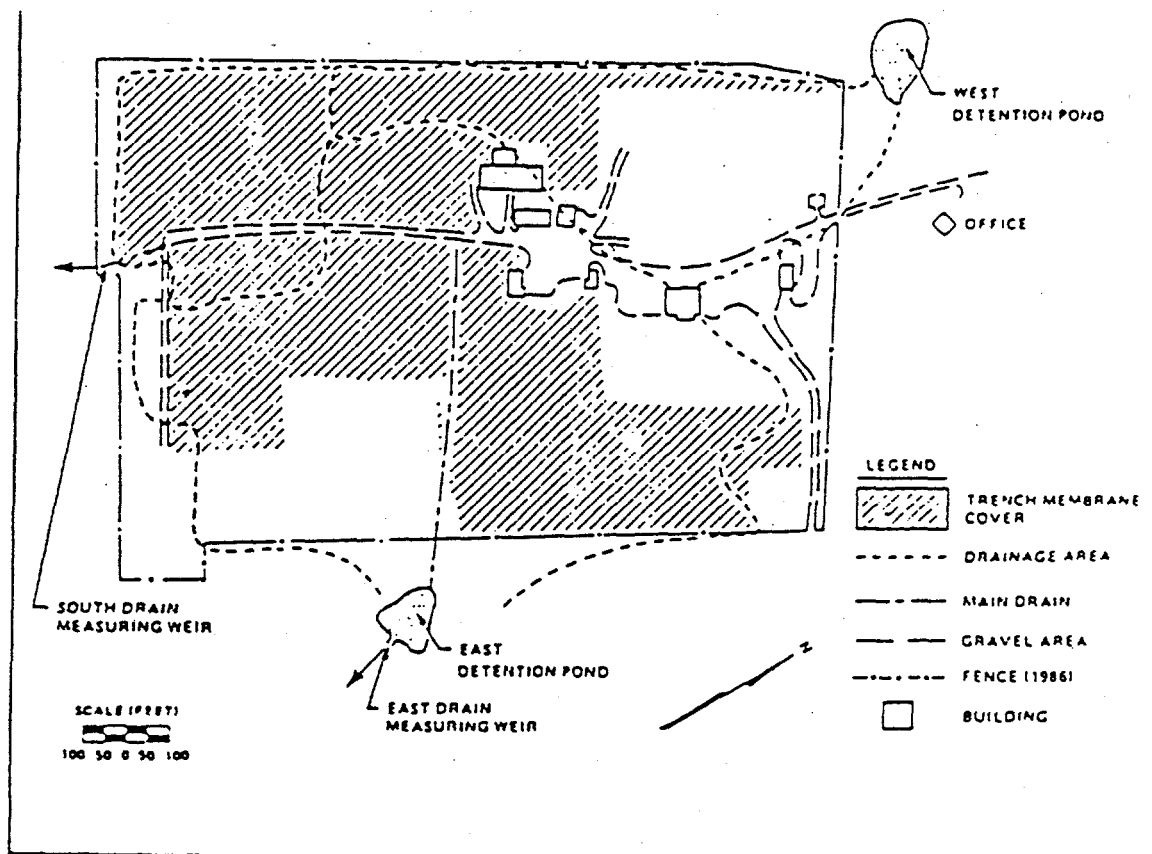 WEST
DETENTION POND
OFFICE
LEGEND
TRENCH MEMBRANE
COVER
DRAINAGE AREA
MAIN DRAIN
GRAVEL AREA
FENCE (1986)
BUILDING
SOUTH DRAIN
MEASURING WEIR
EAST
DETENTION POND
EAST DRAIN
MEASURING WEIR
N
SCALE (FEET)
100 50 0 50 100